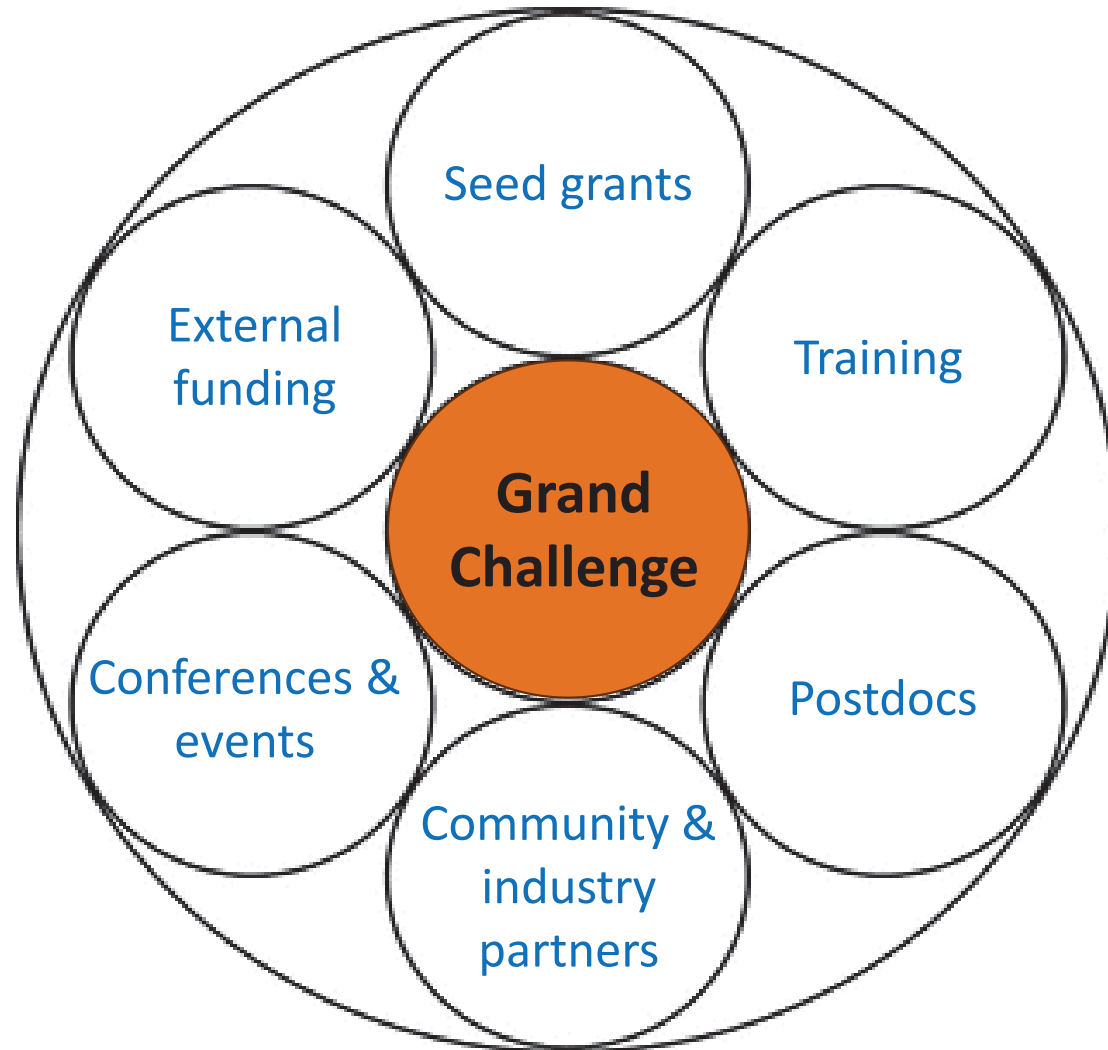 Seed grants
External
funding
Training
Grand
Challenge
Conferences &
events
Postdocs
Community &
industry
partners